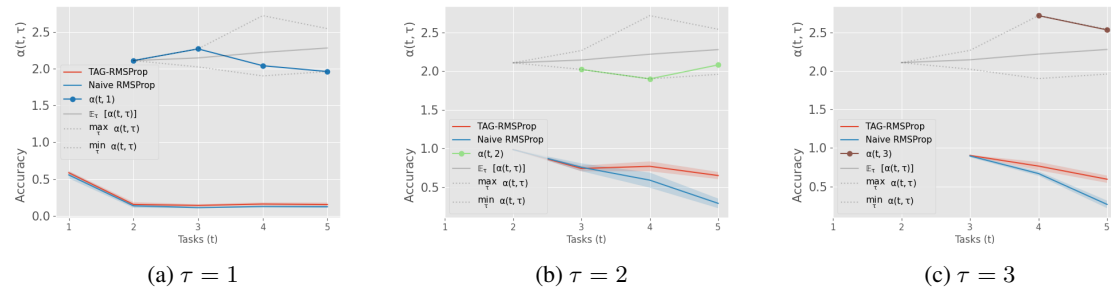 α(t, τ)
Accuracy
2.5
2.0
1.5
1.0
0.5
0.0
TAG-RMSProp
Naive RMSProp
α(t, 1)
𝔼τ [α(t, τ)]
max τ α(t, τ)
min τ α(t, τ)
1 2 3 4 5
Tasks (t)
(a) τ = 1
α(t, τ)
Accuracy
2.5
2.0
1.5
1.0
0.5
TAG-RMSProp
Naive RMSProp
α(t, 2)
𝔼τ [α(t, τ)]
max τ α(t, τ)
min τ α(t, τ)
1 2 3 4 5
Tasks (t)
(b) τ = 2
α(t, τ)
Accuracy
2.5
2.0
1.5
1.0
0.5
TAG-RMSProp
Naive RMSProp
α(t, 3)
𝔼τ [α(t, τ)]
max τ α(t, τ)
min τ α(t, τ)
1 2 3 4 5
Tasks (t)
(c) τ = 3